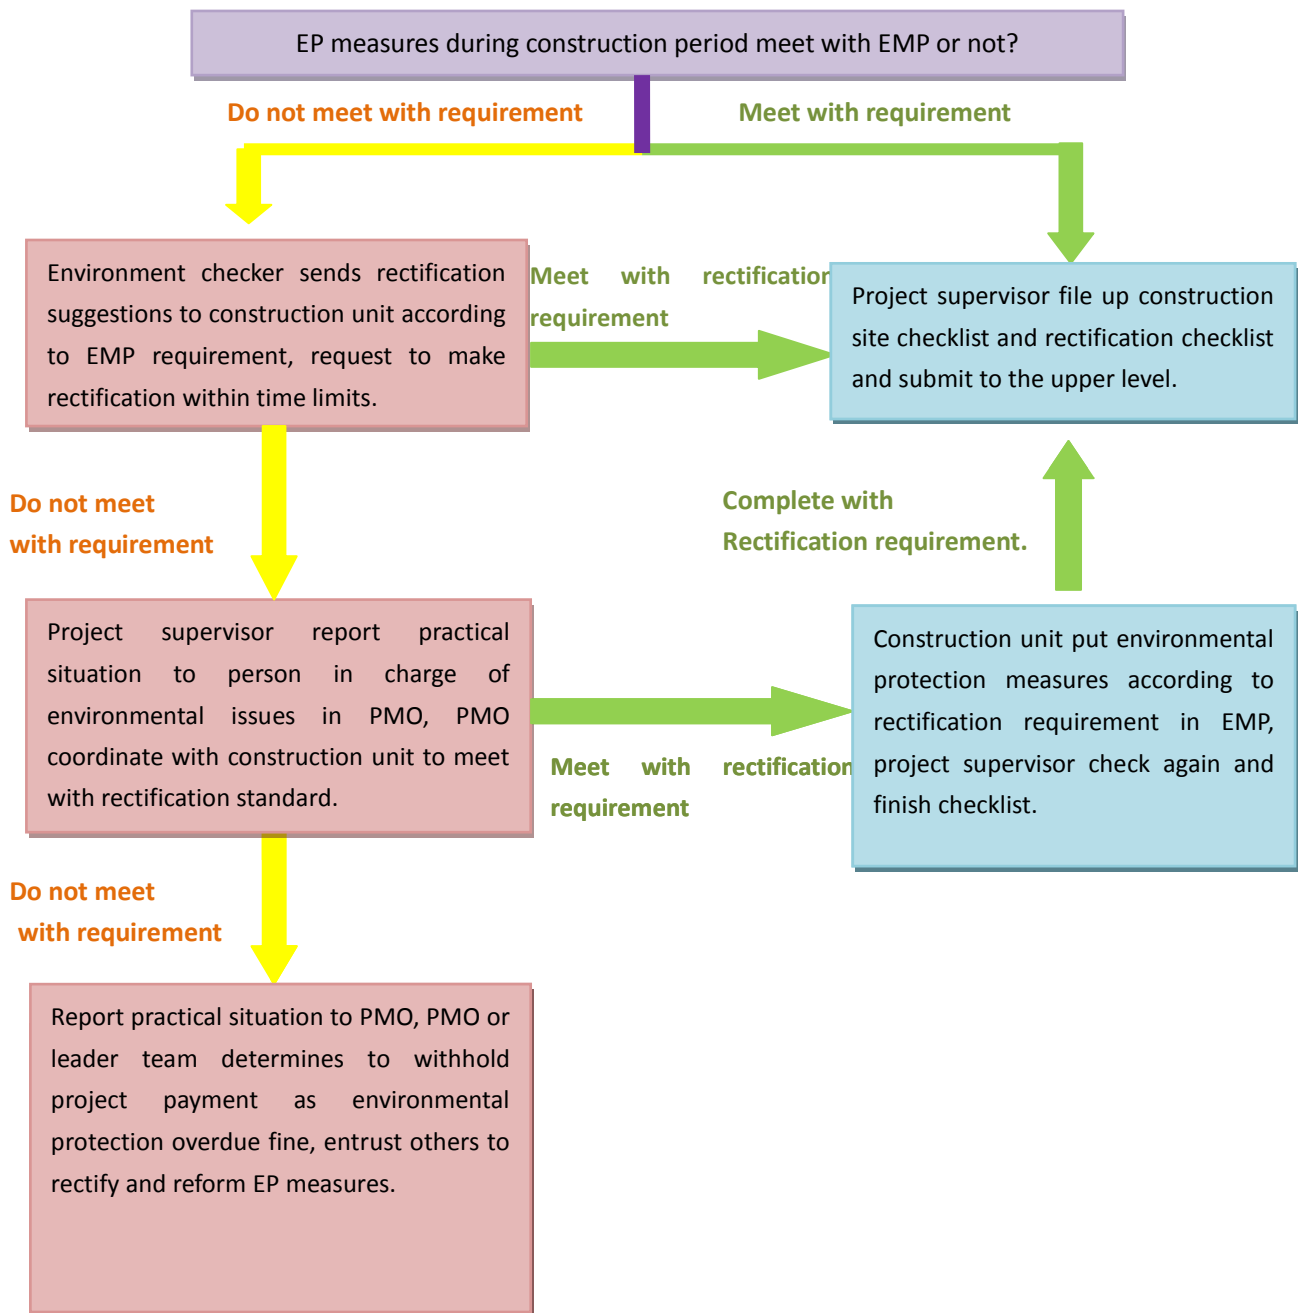 EP measures during construction period meet with EMP or not?
Do not meet with requirement
Meet with requirement
Environment checker sends rectification
suggestions to construction unit according
to EMP requirement, request to make
rectification within time limits.
Meet with rectification
requirement
Project supervisor file up construction
site checklist and rectification checklist
and submit to the upper level.
Do not meet
with requirement
Complete with
Rectification requirement.
Project supervisor report practical
situation to person in charge of
environmental issues in PMO, PMO
coordinate with construction unit to meet
with rectification standard.
Meet with rectification
requirement
Construction unit put environmental
protection measures according to
rectification requirement in EMP,
project supervisor check again and
finish checklist.
Do not meet
with requirement
Report practical situation to PMO, PMO or
leader team determines to withhold
project payment as environmental
protection overdue fine, entrust others to
rectify and reform EP measures.